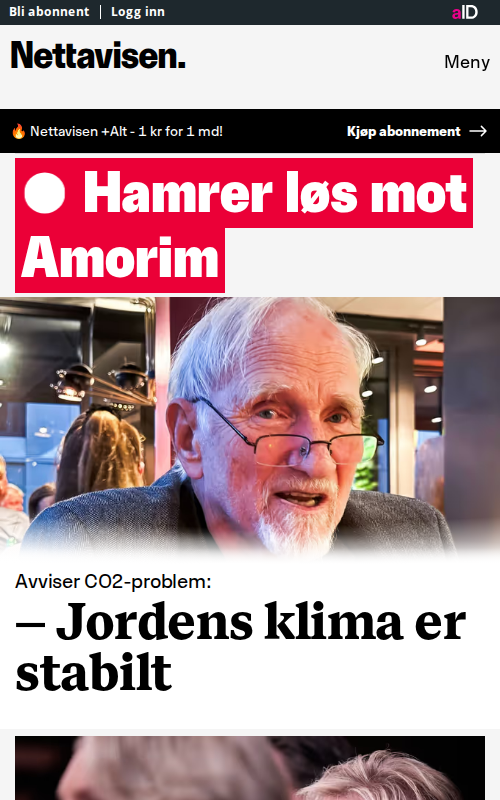 Bli abonnent | Logg inn
aID
Nettavisen.
Meny
🔥 Nettavisen +Alt - 1 kr for 1 md!
Kjøp abonnement →
Hamrer løs mot
Amorim
Avviser CO2-problem:
– Jordens klima er
stabilt